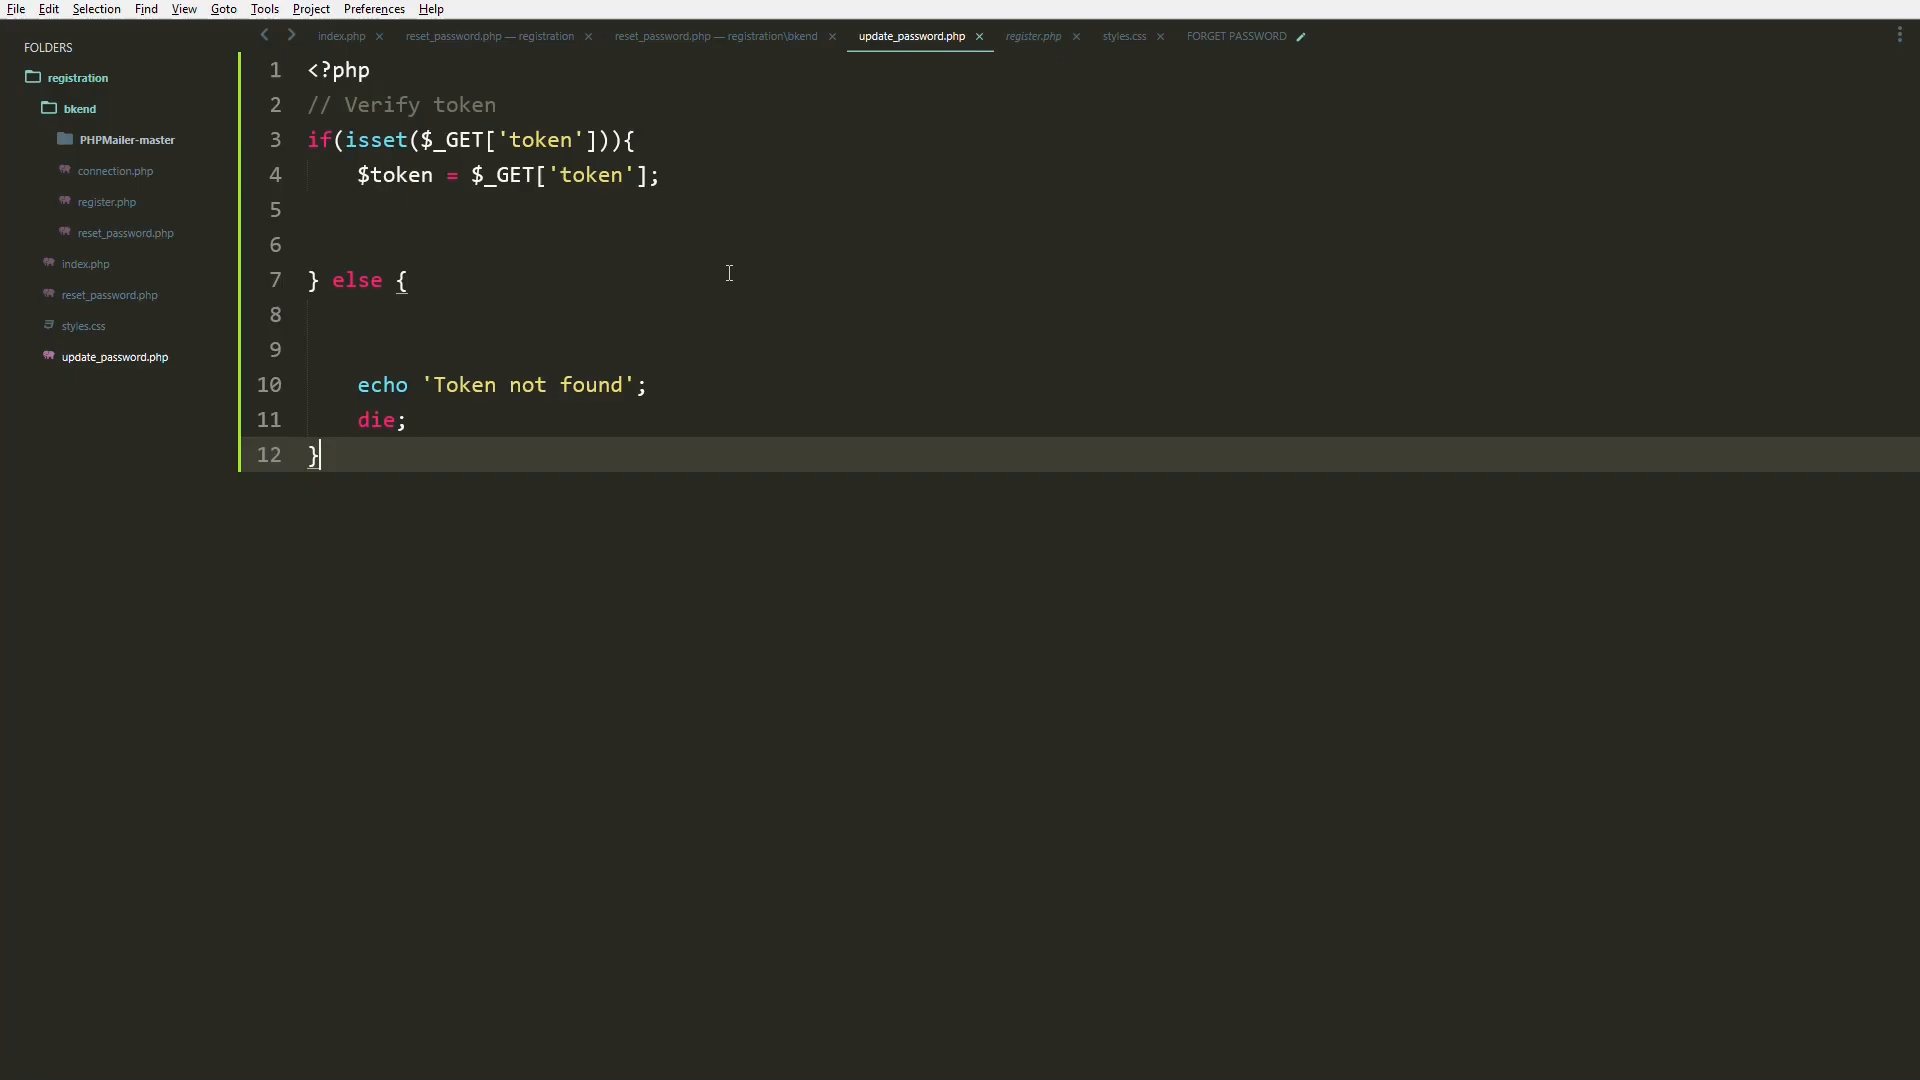 File Edit Selection Find View Goto Tools Project Preferences Help
FOLDERS
registration
bkend
PHPMailer-master
connection.php
register.php
reset_password.php
index.php
reset_password.php
styles.css
update_password.php
index.php × reset_password.php — registration × reset_password.php — registration\bkend × update_password.php × register.php × styles.css × FORGET PASSWORD
1 <?php
2 // Verify token
3 if(isset($_GET['token'])){
4     $token = $_GET['token'];
5
6
7 } else {
8
9
10     echo 'Token not found';
11     die;
12 }